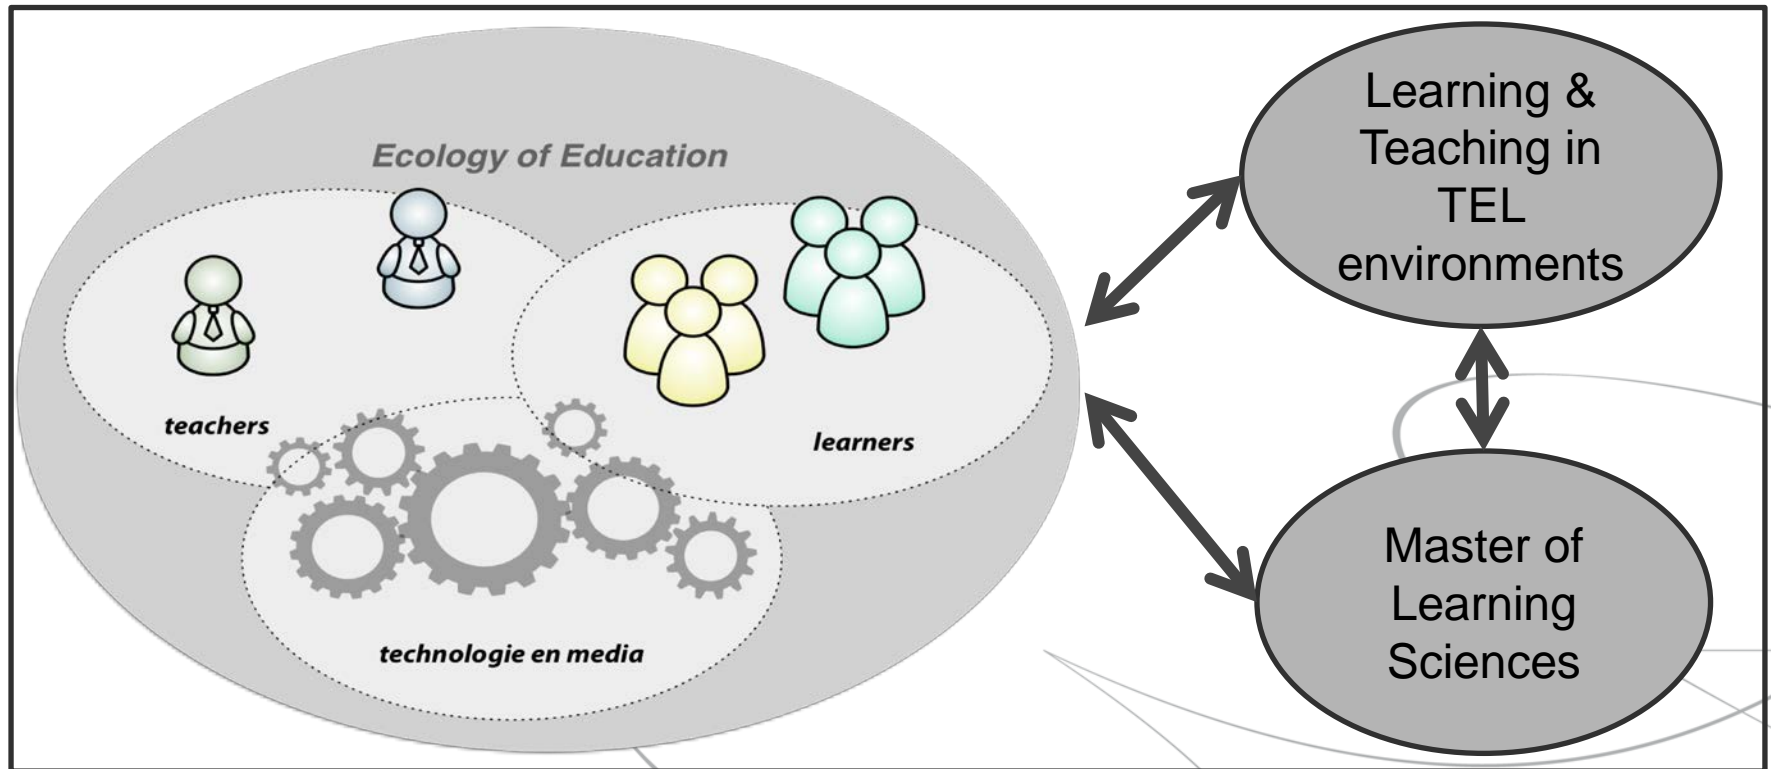 Ecology of Education
teachers
learners
technologie en media
Learning &
Teaching in
TEL
environments
Master of
Learning
Sciences